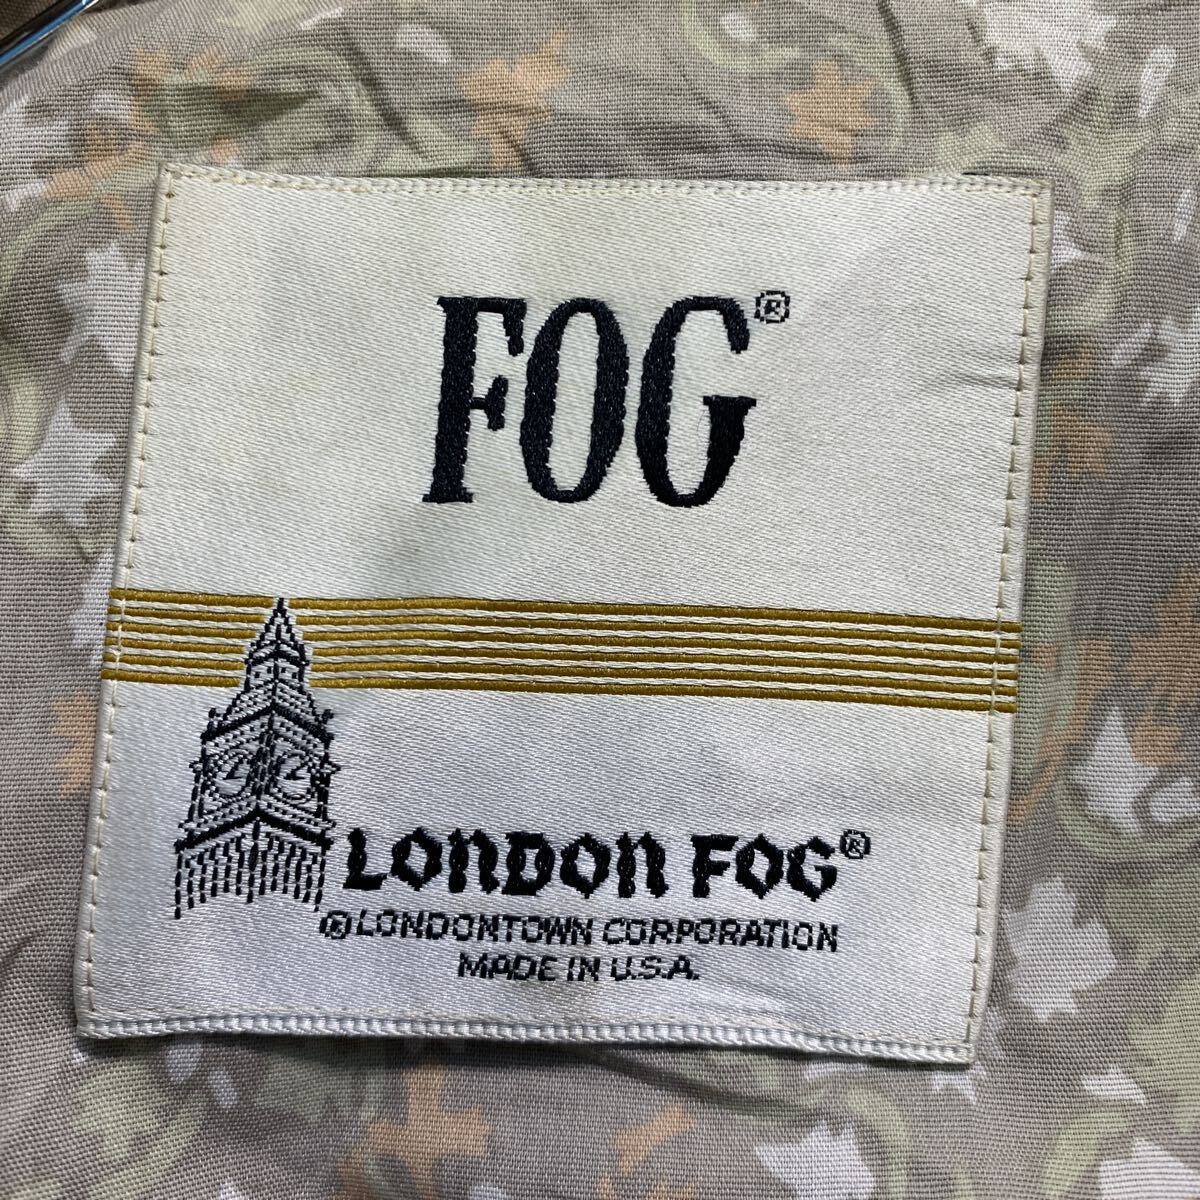 FOG®
LONDON FOG®
®LONDONTOWN CORPORATION
MADE IN U.S.A.